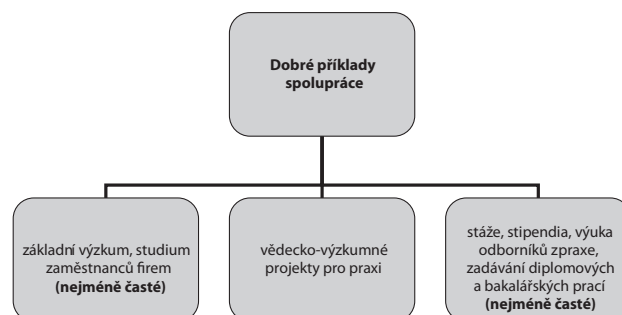 Dobré příklady
spolupráce
základní výzkum, studium
zaměstnanců firem
(nejméně časté)
vědecko-výzkumné
projekty pro praxi
stáže, stipendia, výuka
odborníků zpraxe,
zadávání diplomových
a bakalářských prací
(nejméně časté)